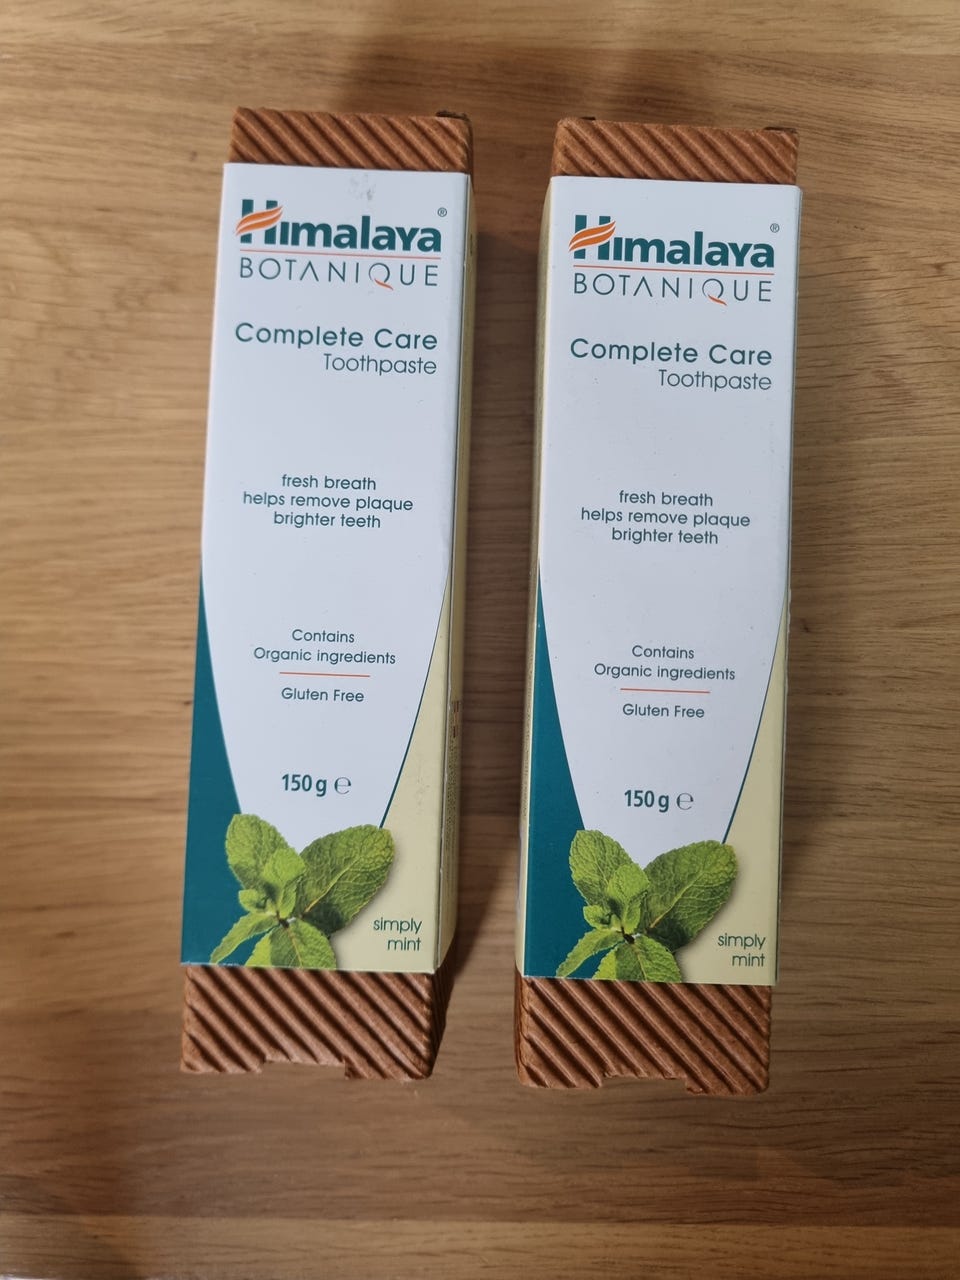 Himalaya®
BOTANIQUE
Complete Care
Toothpaste
fresh breath
helps remove plaque
brighter teeth
Contains
Organic ingredients
Gluten Free
150g ℮
simply
mint
Himalaya®
BOTANIQUE
Complete Care
Toothpaste
fresh breath
helps remove plaque
brighter teeth
Contains
Organic ingredients
Gluten Free
150g ℮
simply
mint